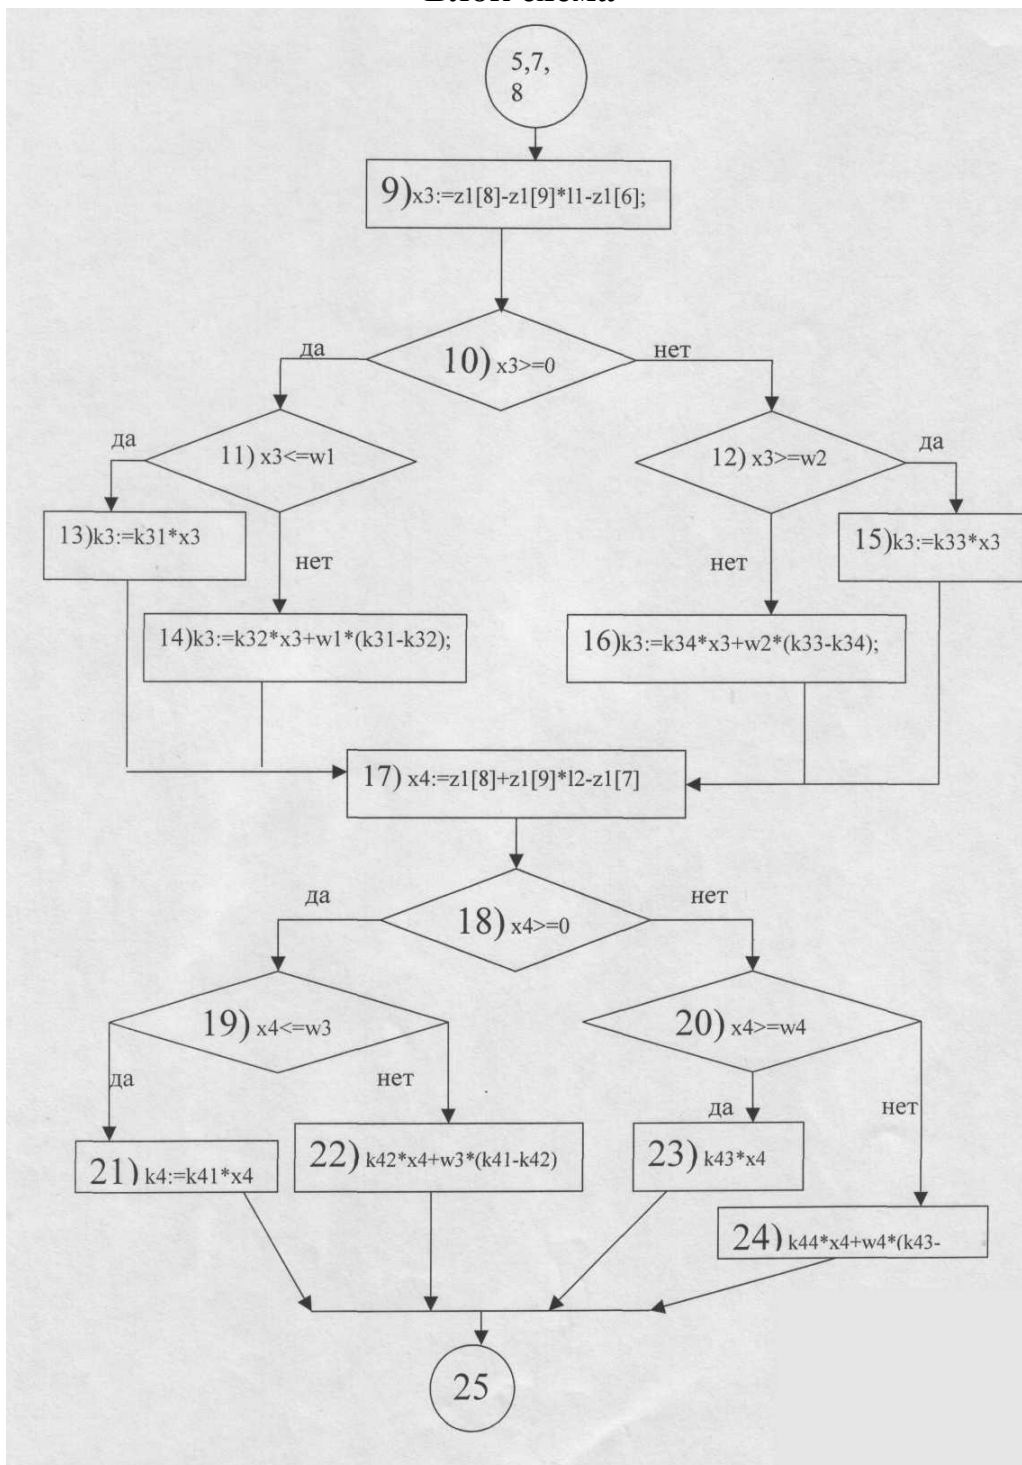 5,7,
8
9)x3:=z1[8]-z1[9]*l1-z1[6];
10) x3>=0
да
нет
11) x3<=w1
12) x3>=w2
да
да
13)k3:=k31*x3
15)k3:=k33*x3
нет
нет
14)k3:=k32*x3+w1*(k31-k32);
16)k3:=k34*x3+w2*(k33-k34);
17) x4:=z1[8]+z1[9]*l2-z1[7]
да
нет
18) x4>=0
19) x4<=w3
20) x4>=w4
да
нет
да
нет
21) k4:=k41*x4
22) k42*x4+w3*(k41-k42)
23) k43*x4
24) k44*x4+w4*(k43-
25